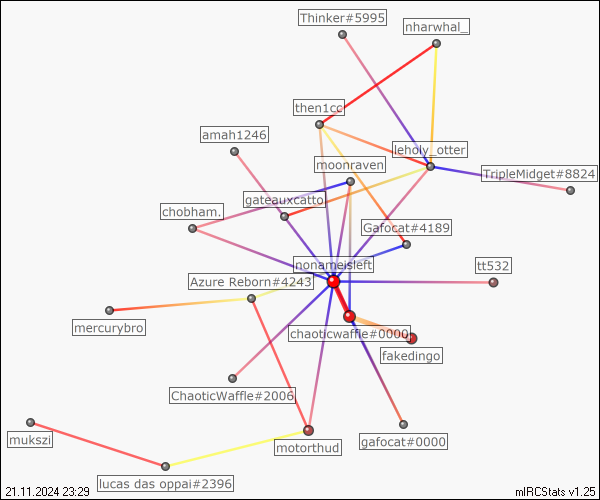 Thinker#5995
nharwhal_
then1cc
amah1246
leholy_otter
moonraven
TripleMidget#8824
gateauxcatto
chobham.
Gafocat#4189
nonameisleft
tt532
Azure Reborn#4243
mercurybro
chaoticwaffle#0000
fakedingo
ChaoticWaffle#2006
mukszi
motorthud
gafocat#0000
lucas das oppai#2396
21.11.2024 23:29
mIRCStats v1.25